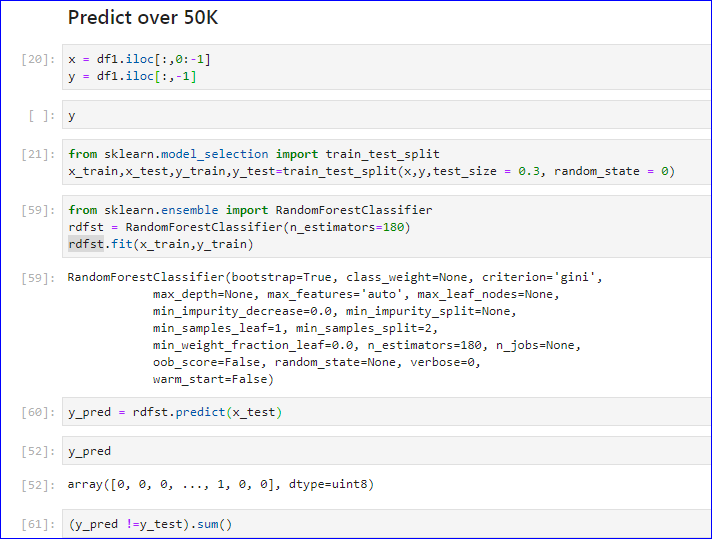 Predict over 50K
[20]: x = df1.iloc[:,0:-1]
y = df1.iloc[:,-1]
[ ]: y
[21]: from sklearn.model_selection import train_test_split
x_train,x_test,y_train,y_test=train_test_split(x,y,test_size = 0.3, random_state = 0)
[59]: from sklearn.ensemble import RandomForestClassifier
rdfst = RandomForestClassifier(n_estimators=180)
rdfst.fit(x_train,y_train)
[59]: RandomForestClassifier(bootstrap=True, class_weight=None, criterion='gini',
max_depth=None, max_features='auto', max_leaf_nodes=None,
min_impurity_decrease=0.0, min_impurity_split=None,
min_samples_leaf=1, min_samples_split=2,
min_weight_fraction_leaf=0.0, n_estimators=180, n_jobs=None,
oob_score=False, random_state=None, verbose=0,
warm_start=False)
[60]: y_pred = rdfst.predict(x_test)
[52]: y_pred
[52]: array([0, 0, 0, ..., 1, 0, 0], dtype=uint8)
[61]: (y_pred !=y_test).sum()